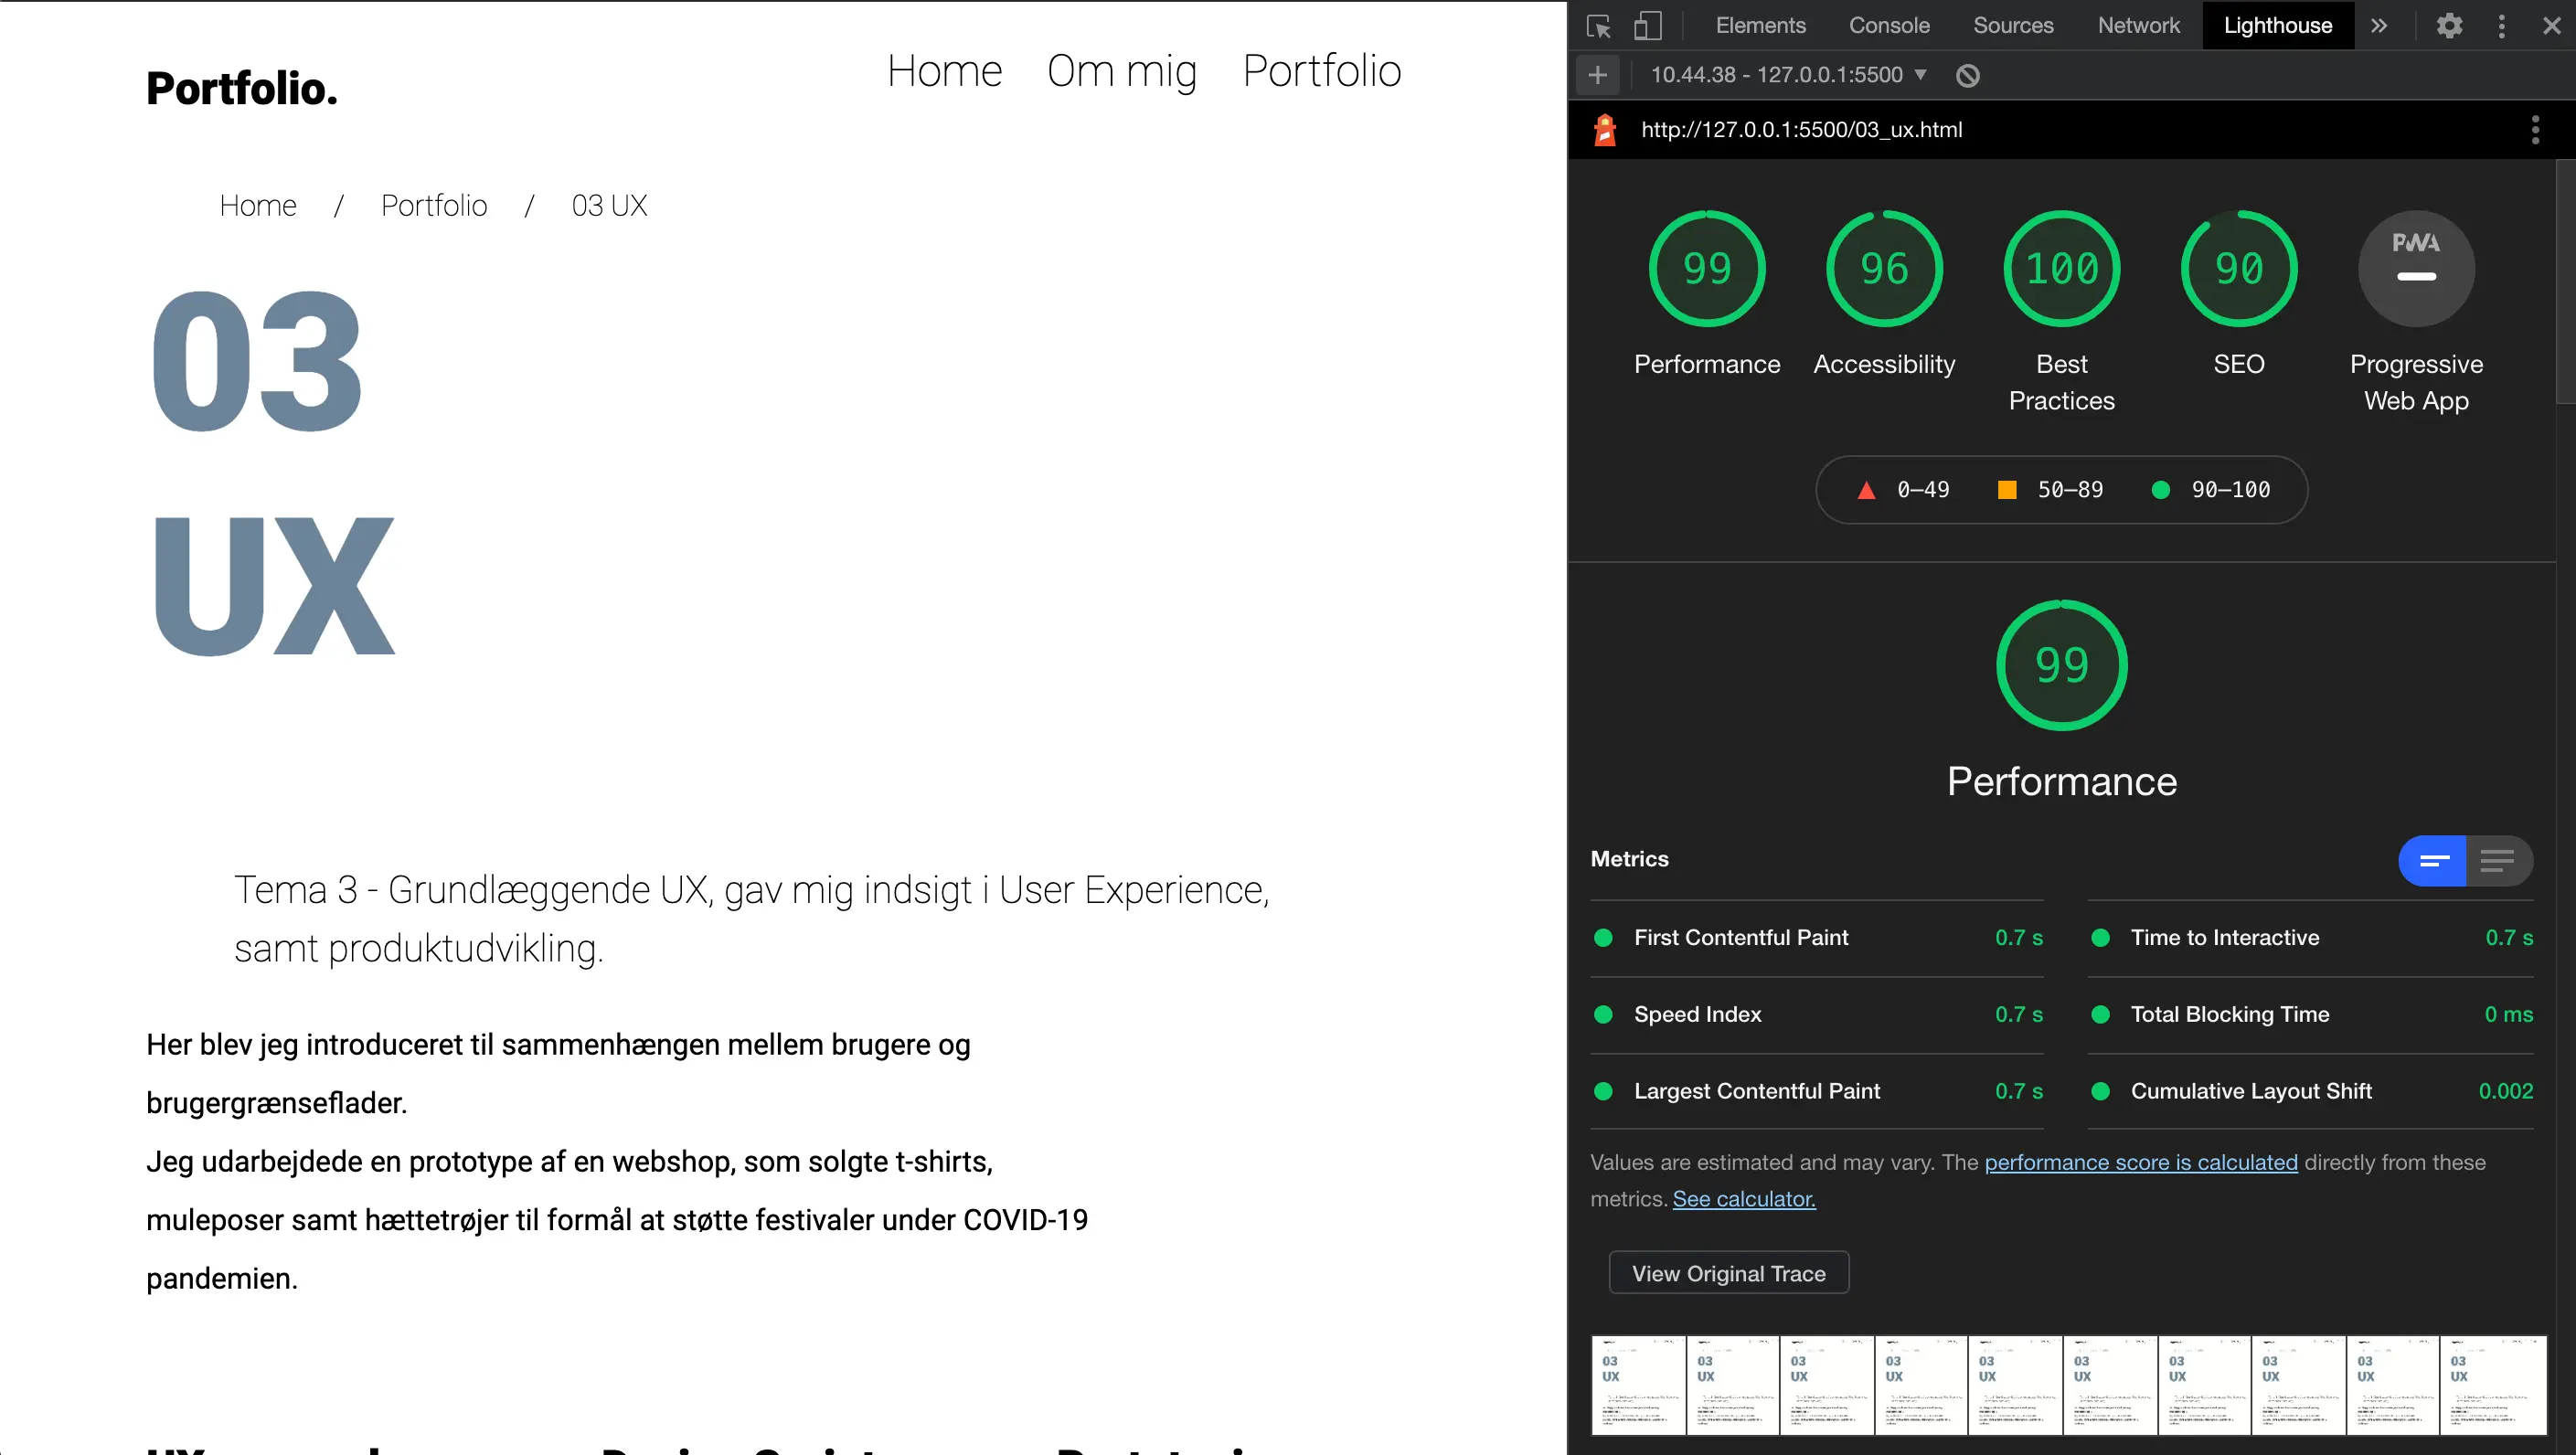 Portfolio.
Home Om mig Portfolio
Home / Portfolio / 03 UX
03
UX
Tema 3 - Grundlæggende UX, gav mig indsigt i User Experience,
samt produktudvikling.
Her blev jeg introduceret til sammenhængen mellem brugere og
brugergrænseflader.
Jeg udarbejdede en prototype af en webshop, som solgte t-shirts,
muleposer samt hættetrøjer til formål at støtte festivaler under COVID-19
pandemien.
Elements Console Sources Network Lighthouse
10.44.38 - 127.0.0.1:5500
http://127.0.0.1:5500/03_ux.html
99 96 100 90 PWA
Performance Accessibility Best Practices SEO Progressive Web App
0–49 50–89 90–100
99
Performance
Metrics
First Contentful Paint 0.7 s Time to Interactive 0.7 s
Speed Index 0.7 s Total Blocking Time 0 ms
Largest Contentful Paint 0.7 s Cumulative Layout Shift 0.002
Values are estimated and may vary. The performance score is calculated directly from these
metrics. See calculator.
View Original Trace
03 03 03 03 03 03 03 03 03 03
UX UX UX UX UX UX UX UX UX UX